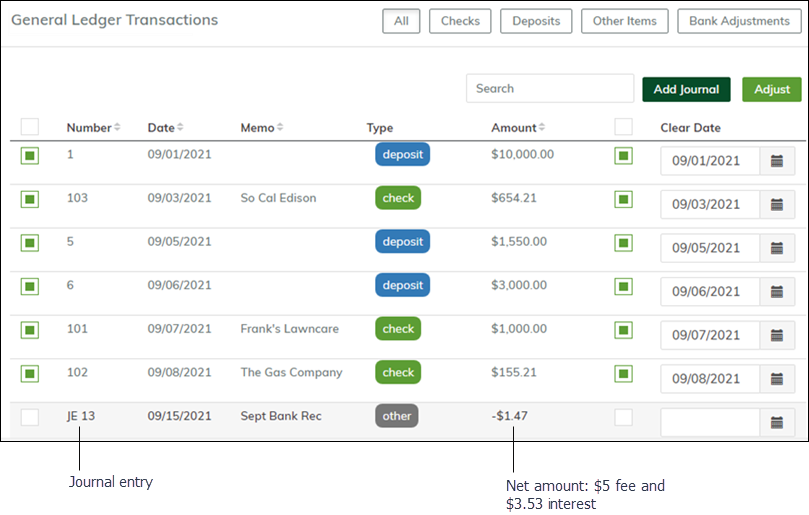 General Ledger Transactions All Checks Deposits Other Items Bank Adjustments
Search Add Journal Adjust
Number Date Memo Type Amount Clear Date
1 09/01/2021 deposit $10,000.00 09/01/2021
103 09/03/2021 So Cal Edison check $654.21 09/03/2021
5 09/05/2021 deposit $1,550.00 09/05/2021
6 09/06/2021 deposit $3,000.00 09/06/2021
101 09/07/2021 Frank's Lawncare check $1,000.00 09/07/2021
102 09/08/2021 The Gas Company check $155.21 09/08/2021
JE 13 09/15/2021 Sept Bank Rec other -$1.47
Journal entry
Net amount: $5 fee and
$3.53 interest